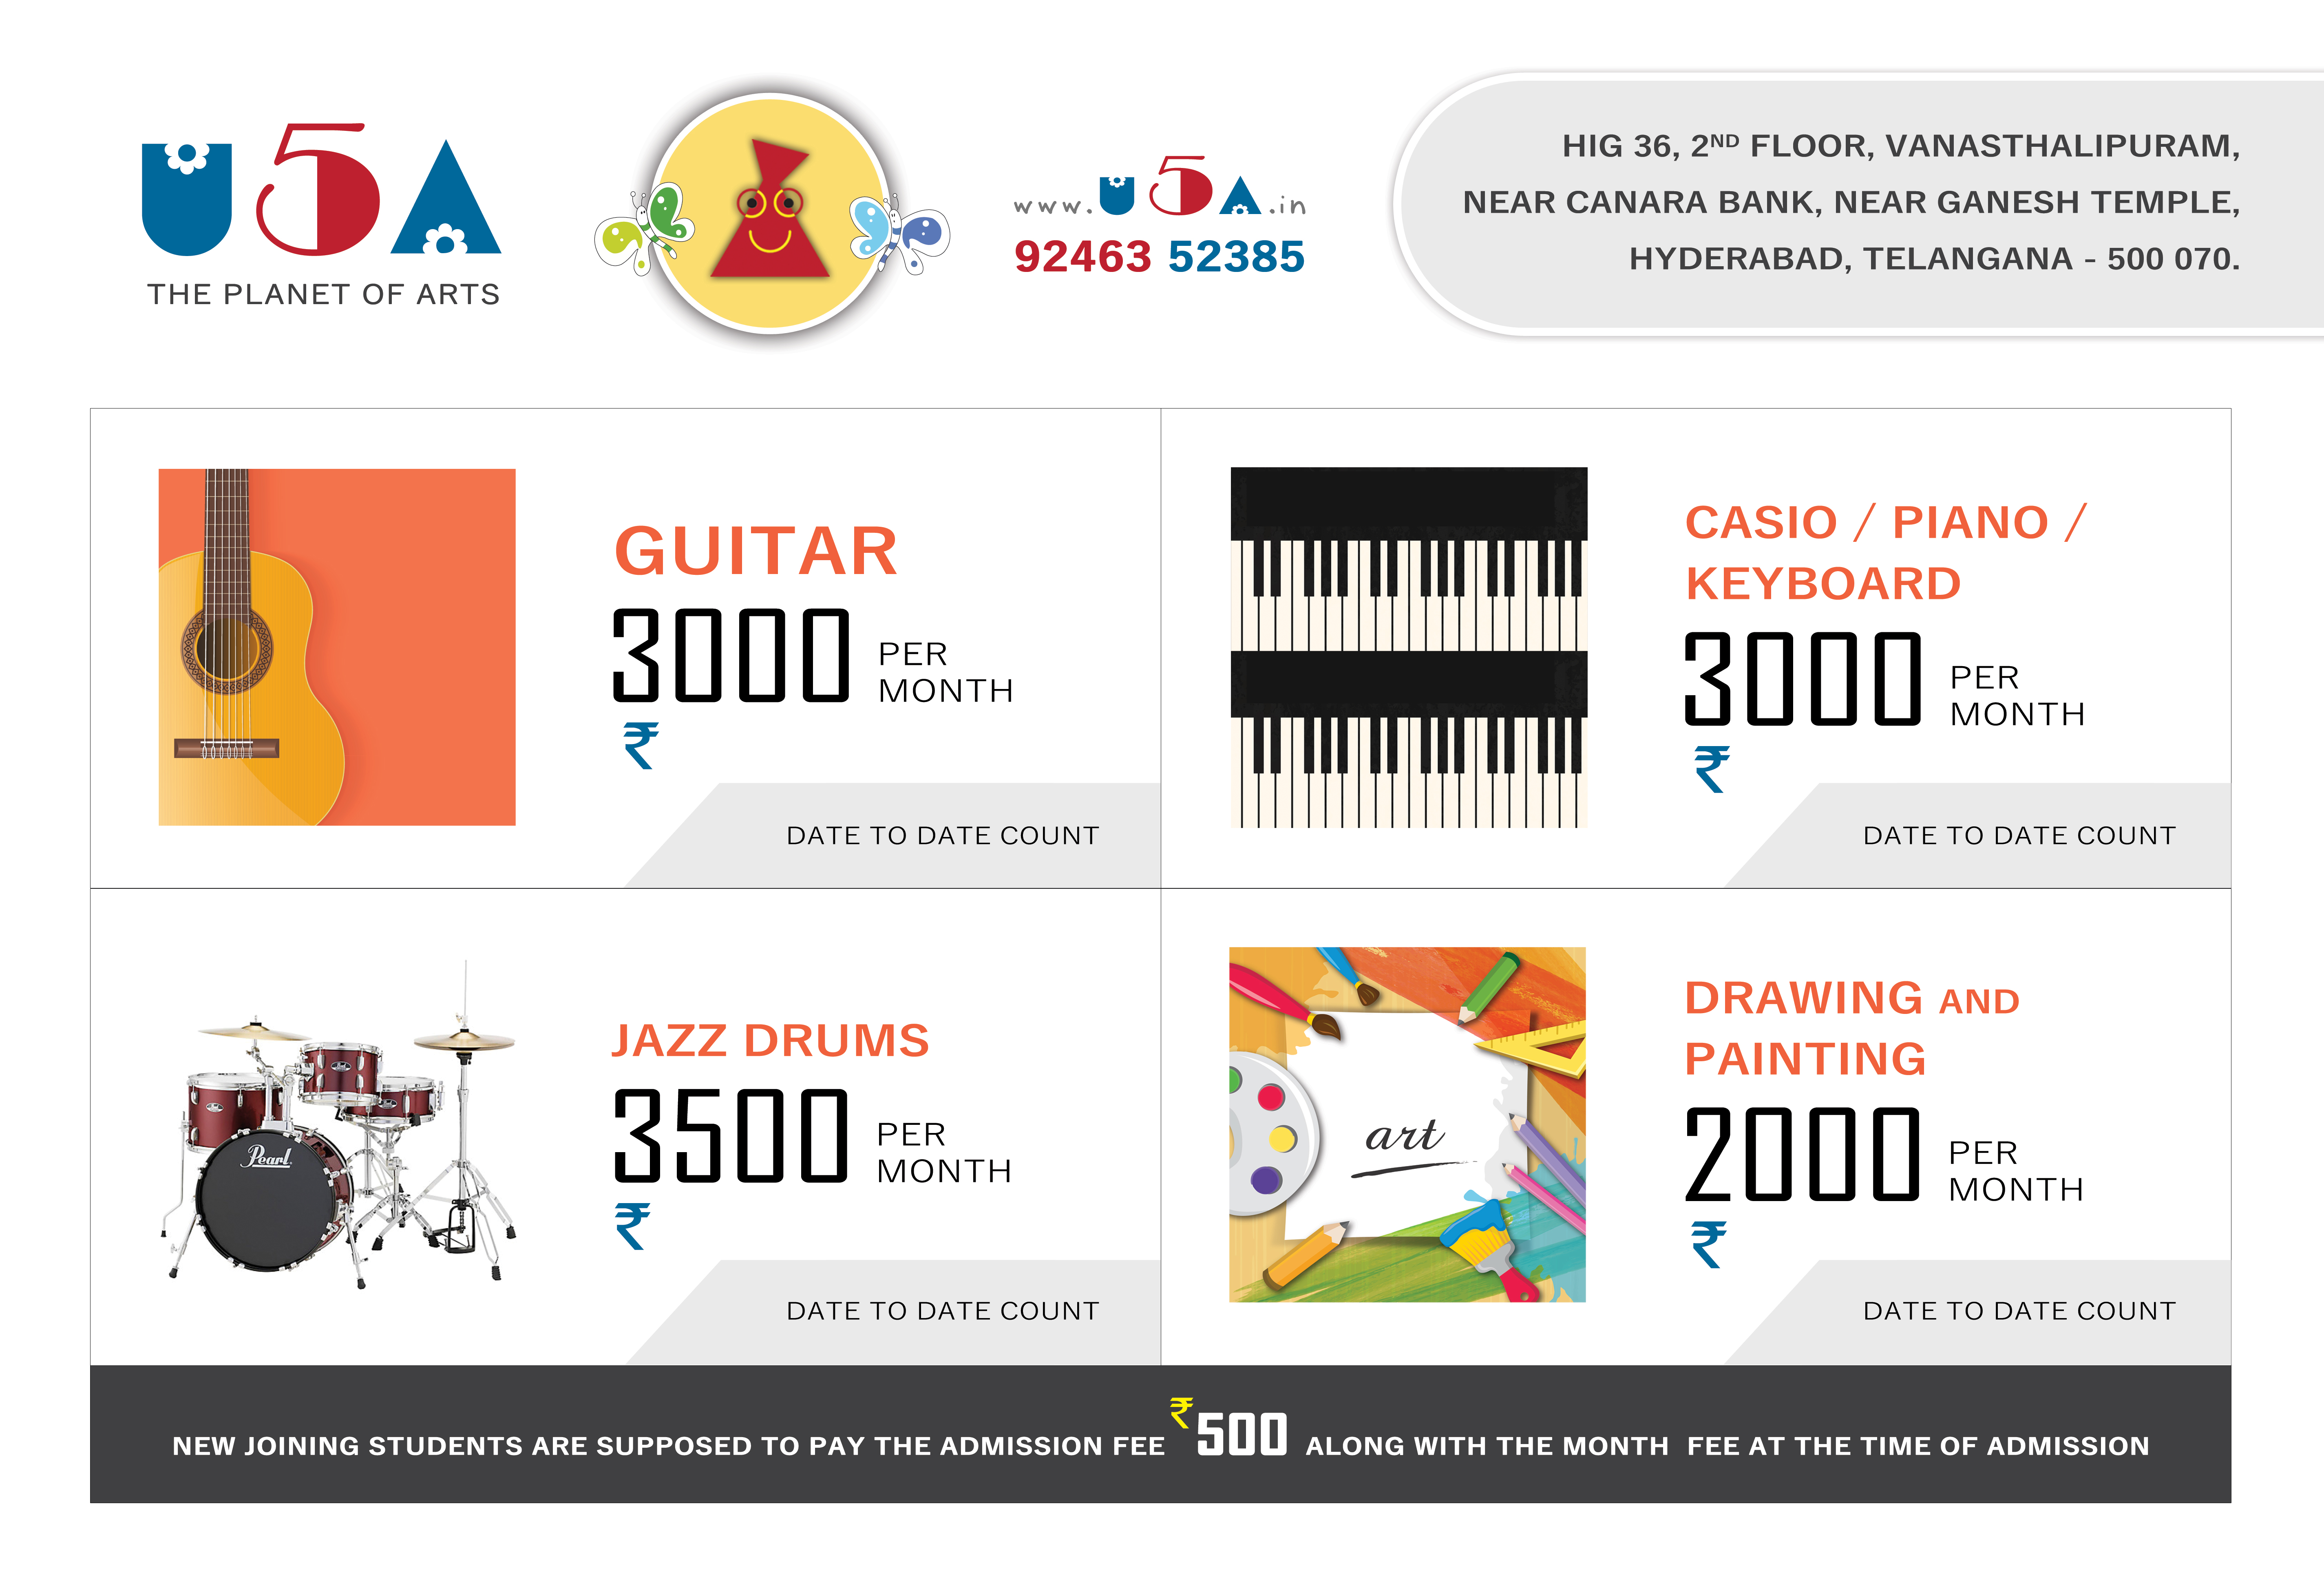 U5A
THE PLANET OF ARTS
www.U5A.in
92463 52385
HIG 36, 2ND FLOOR, VANASTHALIPURAM,
NEAR CANARA BANK, NEAR GANESH TEMPLE,
HYDERABAD, TELANGANA - 500 070.
GUITAR
3000 PER
MONTH
₹
DATE TO DATE COUNT
CASIO / PIANO /
KEYBOARD
3000 PER
MONTH
₹
DATE TO DATE COUNT
Pearl
JAZZ DRUMS
3500 PER
MONTH
₹
DATE TO DATE COUNT
art
DRAWING AND
PAINTING
2000 PER
MONTH
₹
DATE TO DATE COUNT
NEW JOINING STUDENTS ARE SUPPOSED TO PAY THE ADMISSION FEE ₹500 ALONG WITH THE MONTH FEE AT THE TIME OF ADMISSION